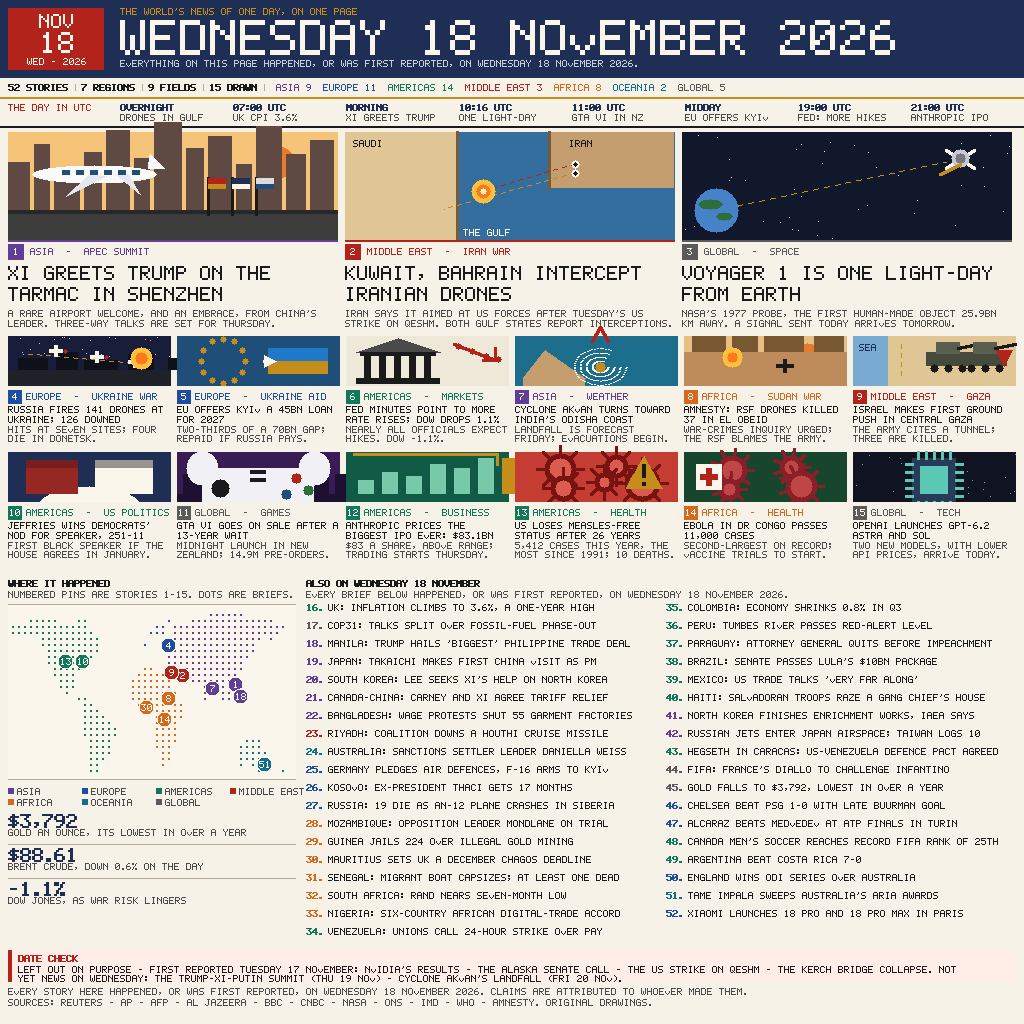 NOV
18
WED - 2026
THE WORLD'S NEWS OF ONE DAY, ON ONE PAGE
WEDNESDAY 18 NOVEMBER 2026
EVERYTHING ON THIS PAGE HAPPENED, OR WAS FIRST REPORTED, ON WEDNESDAY 18 NOVEMBER 2026.
52 STORIES | 7 REGIONS | 9 FIELDS | 15 DRAWN | ASIA 9 EUROPE 11 AMERICAS 14 MIDDLE EAST 3 AFRICA 8 OCEANIA 2 GLOBAL 5
THE DAY IN UTC
OVERNIGHT
DRONES IN GULF
07:00 UTC
UK CPI 3.6%
MORNING
XI GREETS TRUMP
10:16 UTC
ONE LIGHT-DAY
11:00 UTC
GTA VI IN NZ
MIDDAY
EU OFFERS KYIV
19:00 UTC
FED: MORE HIKES
21:00 UTC
ANTHROPIC IPO
SAUDI
IRAN
THE GULF
1 ASIA - APEC SUMMIT
XI GREETS TRUMP ON THE
TARMAC IN SHENZHEN
A RARE AIRPORT WELCOME, AND AN EMBRACE, FROM CHINA'S
LEADER. THREE-WAY TALKS ARE SET FOR THURSDAY.
2 MIDDLE EAST - IRAN WAR
KUWAIT, BAHRAIN INTERCEPT
IRANIAN DRONES
IRAN SAYS IT AIMED AT US FORCES AFTER TUESDAY'S US
STRIKE ON QESHM. BOTH GULF STATES REPORT INTERCEPTIONS.
3 GLOBAL - SPACE
VOYAGER 1 IS ONE LIGHT-DAY
FROM EARTH
NASA'S 1977 PROBE, THE FIRST HUMAN-MADE OBJECT 25.9BN
KM AWAY. A SIGNAL SENT TODAY ARRIVES TOMORROW.
4 EUROPE - UKRAINE WAR
RUSSIA FIRES 141 DRONES AT
UKRAINE; 126 DOWNED
HITS AT SEVEN SITES; FOUR
DIE IN DONETSK.
5 EUROPE - UKRAINE AID
EU OFFERS KYIV A 45BN LOAN
FOR 2027
TWO-THIRDS OF A 70BN GAP;
REPAID IF RUSSIA PAYS.
6 AMERICAS - MARKETS
FED MINUTES POINT TO MORE
RATE RISES; DOW DROPS 1.1%
NEARLY ALL OFFICIALS EXPECT
HIKES. DOW -1.1%.
7 ASIA - WEATHER
CYCLONE AKVAN TURNS TOWARD
INDIA'S ODISHA COAST
LANDFALL IS FORECAST
FRIDAY; EVACUATIONS BEGIN.
8 AFRICA - SUDAN WAR
AMNESTY: RSF DRONES KILLED
37 IN EL OBEID
WAR-CRIMES INQUIRY URGED;
THE RSF BLAMES THE ARMY.
SEA
9 MIDDLE EAST - GAZA
ISRAEL MAKES FIRST GROUND
PUSH IN CENTRAL GAZA
THE ARMY CITES A TUNNEL;
THREE ARE KILLED.
10 AMERICAS - US POLITICS
JEFFRIES WINS DEMOCRATS'
NOD FOR SPEAKER, 251-11
FIRST BLACK SPEAKER IF THE
HOUSE AGREES IN JANUARY.
11 GLOBAL - GAMES
GTA VI GOES ON SALE AFTER A
13-YEAR WAIT
MIDNIGHT LAUNCH IN NEW
ZEALAND; 14.9M PRE-ORDERS.
12 AMERICAS - BUSINESS
ANTHROPIC PRICES THE
BIGGEST IPO EVER: $83.1BN
$83 A SHARE, ABOVE RANGE;
TRADING STARTS THURSDAY.
13 AMERICAS - HEALTH
US LOSES MEASLES-FREE
STATUS AFTER 26 YEARS
5,412 CASES THIS YEAR, THE
MOST SINCE 1991; 10 DEATHS.
14 AFRICA - HEALTH
EBOLA IN DR CONGO PASSES
11,000 CASES
SECOND-LARGEST ON RECORD;
VACCINE TRIALS TO START.
15 GLOBAL - TECH
OPENAI LAUNCHES GPT-6.2
ASTRA AND SOL
TWO NEW MODELS, WITH LOWER
API PRICES, START TODAY.
WHERE IT HAPPENED
NUMBERED PINS ARE STORIES 1-15. DOTS ARE BRIEFS.
4
13 10
9 2
7 1
18
8
30
14
51
ASIA EUROPE AMERICAS MIDDLE EAST
AFRICA OCEANIA GLOBAL
$3,792
GOLD AN OUNCE, ITS LOWEST IN OVER A YEAR
$88.61
BRENT CRUDE, DOWN 0.6% ON THE DAY
-1.1%
DOW JONES, AS WAR RISK LINGERS
ALSO ON WEDNESDAY 18 NOVEMBER
EVERY BRIEF BELOW HAPPENED, OR WAS FIRST REPORTED, ON WEDNESDAY 18 NOVEMBER 2026.
16. UK: INFLATION CLIMBS TO 3.6%, A ONE-YEAR HIGH
17. COP31: TALKS SPLIT OVER FOSSIL-FUEL PHASE-OUT
18. MANILA: TRUMP HAILS 'BIGGEST' PHILIPPINE TRADE DEAL
19. JAPAN: TAKAICHI MAKES FIRST CHINA VISIT AS PM
20. SOUTH KOREA: LEE SEEKS XI'S HELP ON NORTH KOREA
21. CANADA-CHINA: CARNEY AND XI AGREE TARIFF RELIEF
22. BANGLADESH: WAGE PROTESTS SHUT 55 GARMENT FACTORIES
23. RIYADH: COALITION DOWNS A HOUTHI CRUISE MISSILE
24. AUSTRALIA: SANCTIONS SETTLER LEADER DANIELLA WEISS
25. GERMANY PLEDGES AIR DEFENCES, F-16 ARMS TO KYIV
26. KOSOVO: EX-PRESIDENT THACI GETS 17 MONTHS
27. RUSSIA: 19 DIE AS AN-12 PLANE CRASHES IN SIBERIA
28. MOZAMBIQUE: OPPOSITION LEADER MONDLANE ON TRIAL
29. GUINEA JAILS 224 OVER ILLEGAL GOLD MINING
30. MAURITIUS SETS UK A DECEMBER CHAGOS DEADLINE
31. SENEGAL: MIGRANT BOAT CAPSIZES; AT LEAST ONE DEAD
32. SOUTH AFRICA: RAND NEARS SEVEN-MONTH LOW
33. NIGERIA: SIX-COUNTRY AFRICAN DIGITAL-TRADE ACCORD
34. VENEZUELA: UNIONS CALL 24-HOUR STRIKE OVER PAY
35. COLOMBIA: ECONOMY SHRINKS 0.8% IN Q3
36. PERU: TUMBES RIVER PASSES RED-ALERT LEVEL
37. PARAGUAY: ATTORNEY GENERAL QUITS BEFORE IMPEACHMENT
38. BRAZIL: SENATE PASSES LULA'S $10BN PACKAGE
39. MEXICO: US TRADE TALKS 'VERY FAR ALONG'
40. HAITI: SALVADORAN TROOPS RAZE A GANG CHIEF'S HOUSE
41. NORTH KOREA FINISHES ENRICHMENT WORKS, IAEA SAYS
42. RUSSIAN JETS ENTER JAPAN AIRSPACE; TAIWAN LOGS 10
43. HEGSETH IN CARACAS: US-VENEZUELA DEFENCE PACT AGREED
44. FIFA: FRANCE'S DIALLO TO CHALLENGE INFANTINO
45. GOLD FALLS TO $3,792, LOWEST IN OVER A YEAR
46. CHELSEA BEAT PSG 1-0 WITH LATE BUURMAN GOAL
47. ALCARAZ BEATS MEDVEDEV AT ATP FINALS IN TURIN
48. CANADA MEN'S SOCCER REACHES RECORD FIFA RANK OF 25TH
49. ARGENTINA BEAT COSTA RICA 7-0
50. ENGLAND WINS ODI SERIES OVER AUSTRALIA
51. TAME IMPALA SWEEPS AUSTRALIA'S ARIA AWARDS
52. XIAOMI LAUNCHES 18 PRO AND 18 PRO MAX IN PARIS
DATE CHECK
LEFT OUT ON PURPOSE - FIRST REPORTED TUESDAY 17 NOVEMBER: NVIDIA'S RESULTS - THE ALASKA SENATE CALL - THE US STRIKE ON QESHM - THE KERCH BRIDGE COLLAPSE. NOT
YET NEWS ON WEDNESDAY: THE TRUMP-XI-PUTIN SUMMIT (THU 19 NOV) - CYCLONE AKVAN'S LANDFALL (FRI 20 NOV).
EVERY STORY HERE HAPPENED, OR WAS FIRST REPORTED, ON WEDNESDAY 18 NOVEMBER 2026. CLAIMS ARE ATTRIBUTED TO WHOEVER MADE THEM.
SOURCES: REUTERS - AP - AFP - AL JAZEERA - BBC - CNBC - NASA - ONS - IMD - WHO - AMNESTY. ORIGINAL DRAWINGS.